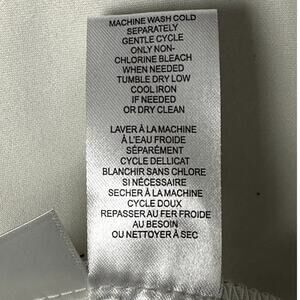 MACHINE WASH COLD
SEPARATELY
GENTLE CYCLE
ONLY NON-
CHLORINE BLEACH
WHEN NEEDED
TUMBLE DRY LOW
COOL IRON
IF NEEDED
OR DRY CLEAN
LAVER À LA MACHINE
À L'EAU FROIDE
SÉPARÉMENT
CYCLE DELLICAT
BLANCHIR SANS CHLORE
SI NÉCESSAIRE
SECHER À LA MACHINE
CYCLE DOUX
REPASSER AU FER FROIDE
AU BESOIN
OU NETTOYER À SEC